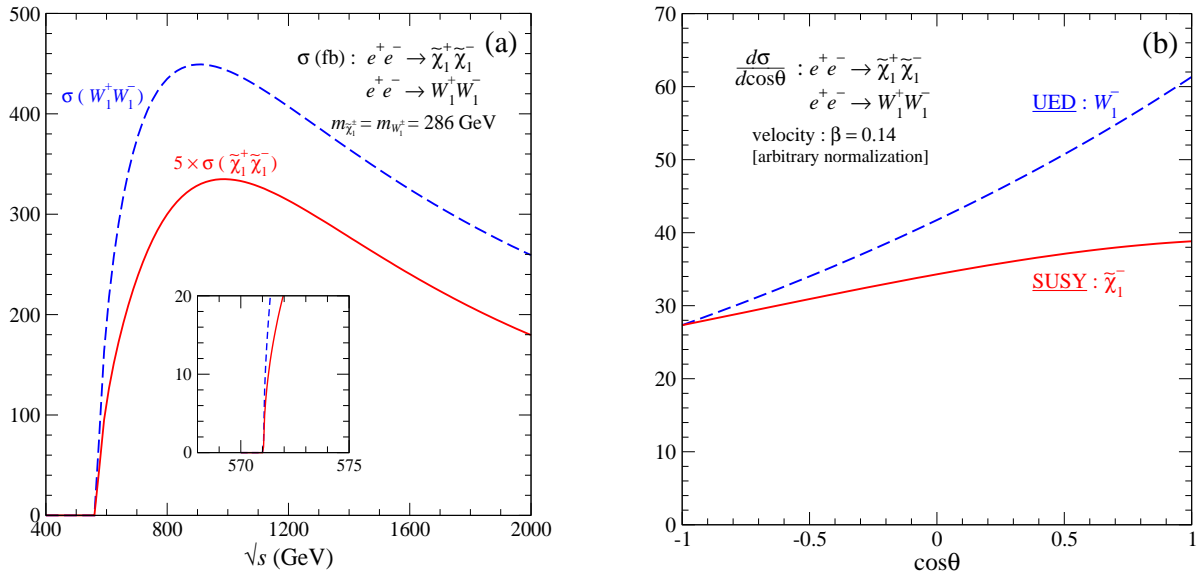 (a)
σ (fb) : e⁺ e⁻ → χ̃₁⁺ χ̃₁⁻
e⁺ e⁻ → W₁⁺ W₁⁻
m_χ̃₁± = m_W₁± = 286 GeV
σ ( W₁⁺ W₁⁻ )
5 × σ ( χ̃₁⁺ χ̃₁⁻ )
500
400
300
200
100
0
20
10
0
570
575
400
800
1200
1600
2000
√s (GeV)
(b)
dσ/dcosθ : e⁺ e⁻ → χ̃₁⁺ χ̃₁⁻
e⁺ e⁻ → W₁⁺ W₁⁻
velocity : β = 0.14
[arbitrary normalization]
UED : W₁⁻
SUSY : χ̃₁⁻
70
60
50
40
30
20
10
0
-1
-0.5
0
0.5
1
cosθ